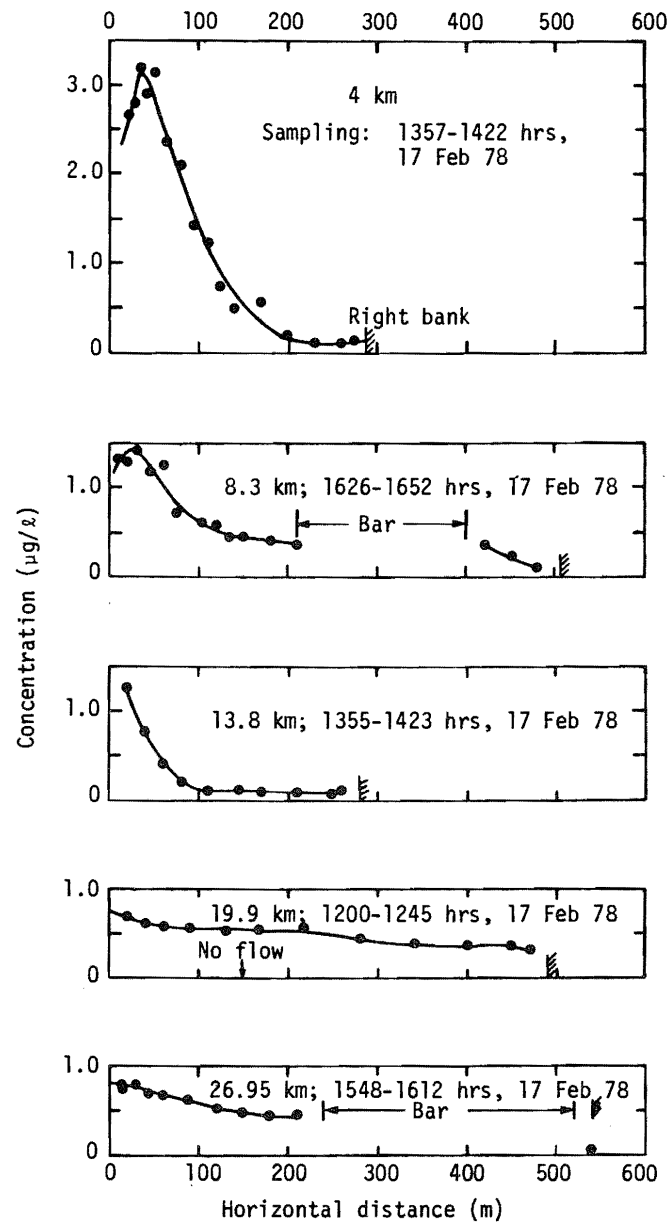 0 100 200 300 400 500 600
3.0
4 km
Sampling: 1357-1422 hrs,
17 Feb 78
2.0
1.0
Right bank
0
1.0
8.3 km; 1626-1652 hrs, 17 Feb 78
Bar
0
Concentration (µg/ℓ)
1.0
13.8 km; 1355-1423 hrs, 17 Feb 78
0
1.0
19.9 km; 1200-1245 hrs, 17 Feb 78
No flow
0
1.0
26.95 km; 1548-1612 hrs, 17 Feb 78
Bar
0
0 100 200 300 400 500 600
Horizontal distance (m)